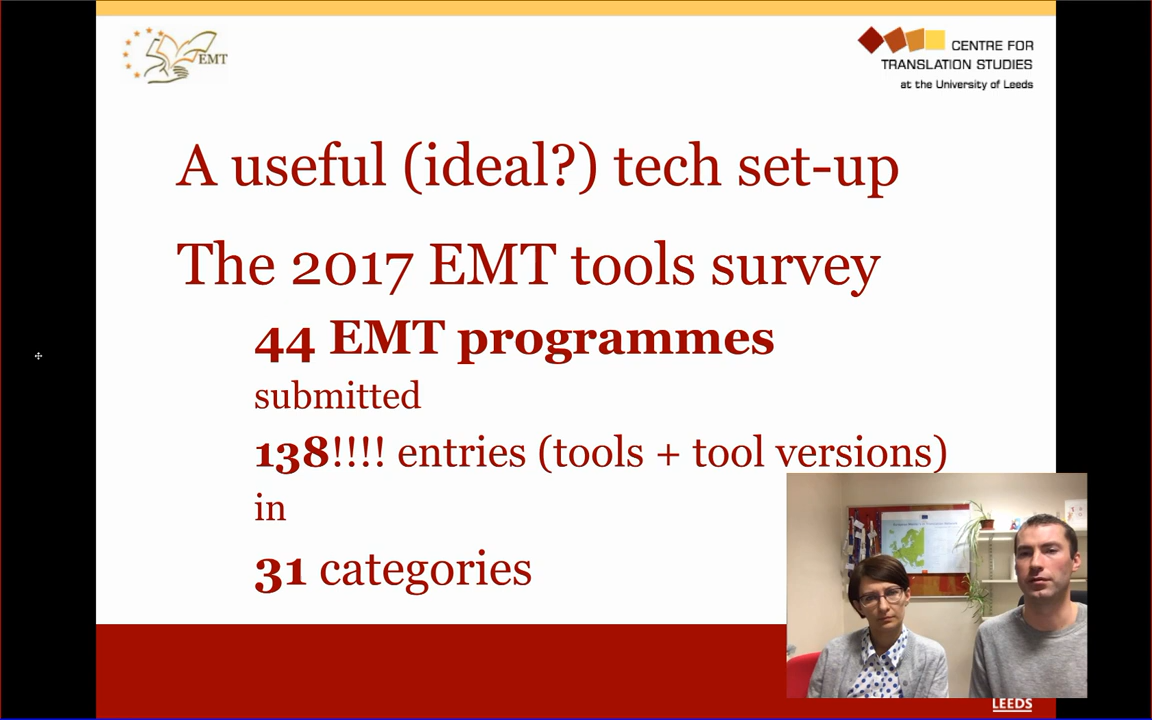 EMT
CENTRE FOR
TRANSLATION STUDIES
at the University of Leeds
A useful (ideal?) tech set-up
The 2017 EMT tools survey
44 EMT programmes
submitted
138!!!! entries (tools + tool versions)
in
31 categories
LEEDS